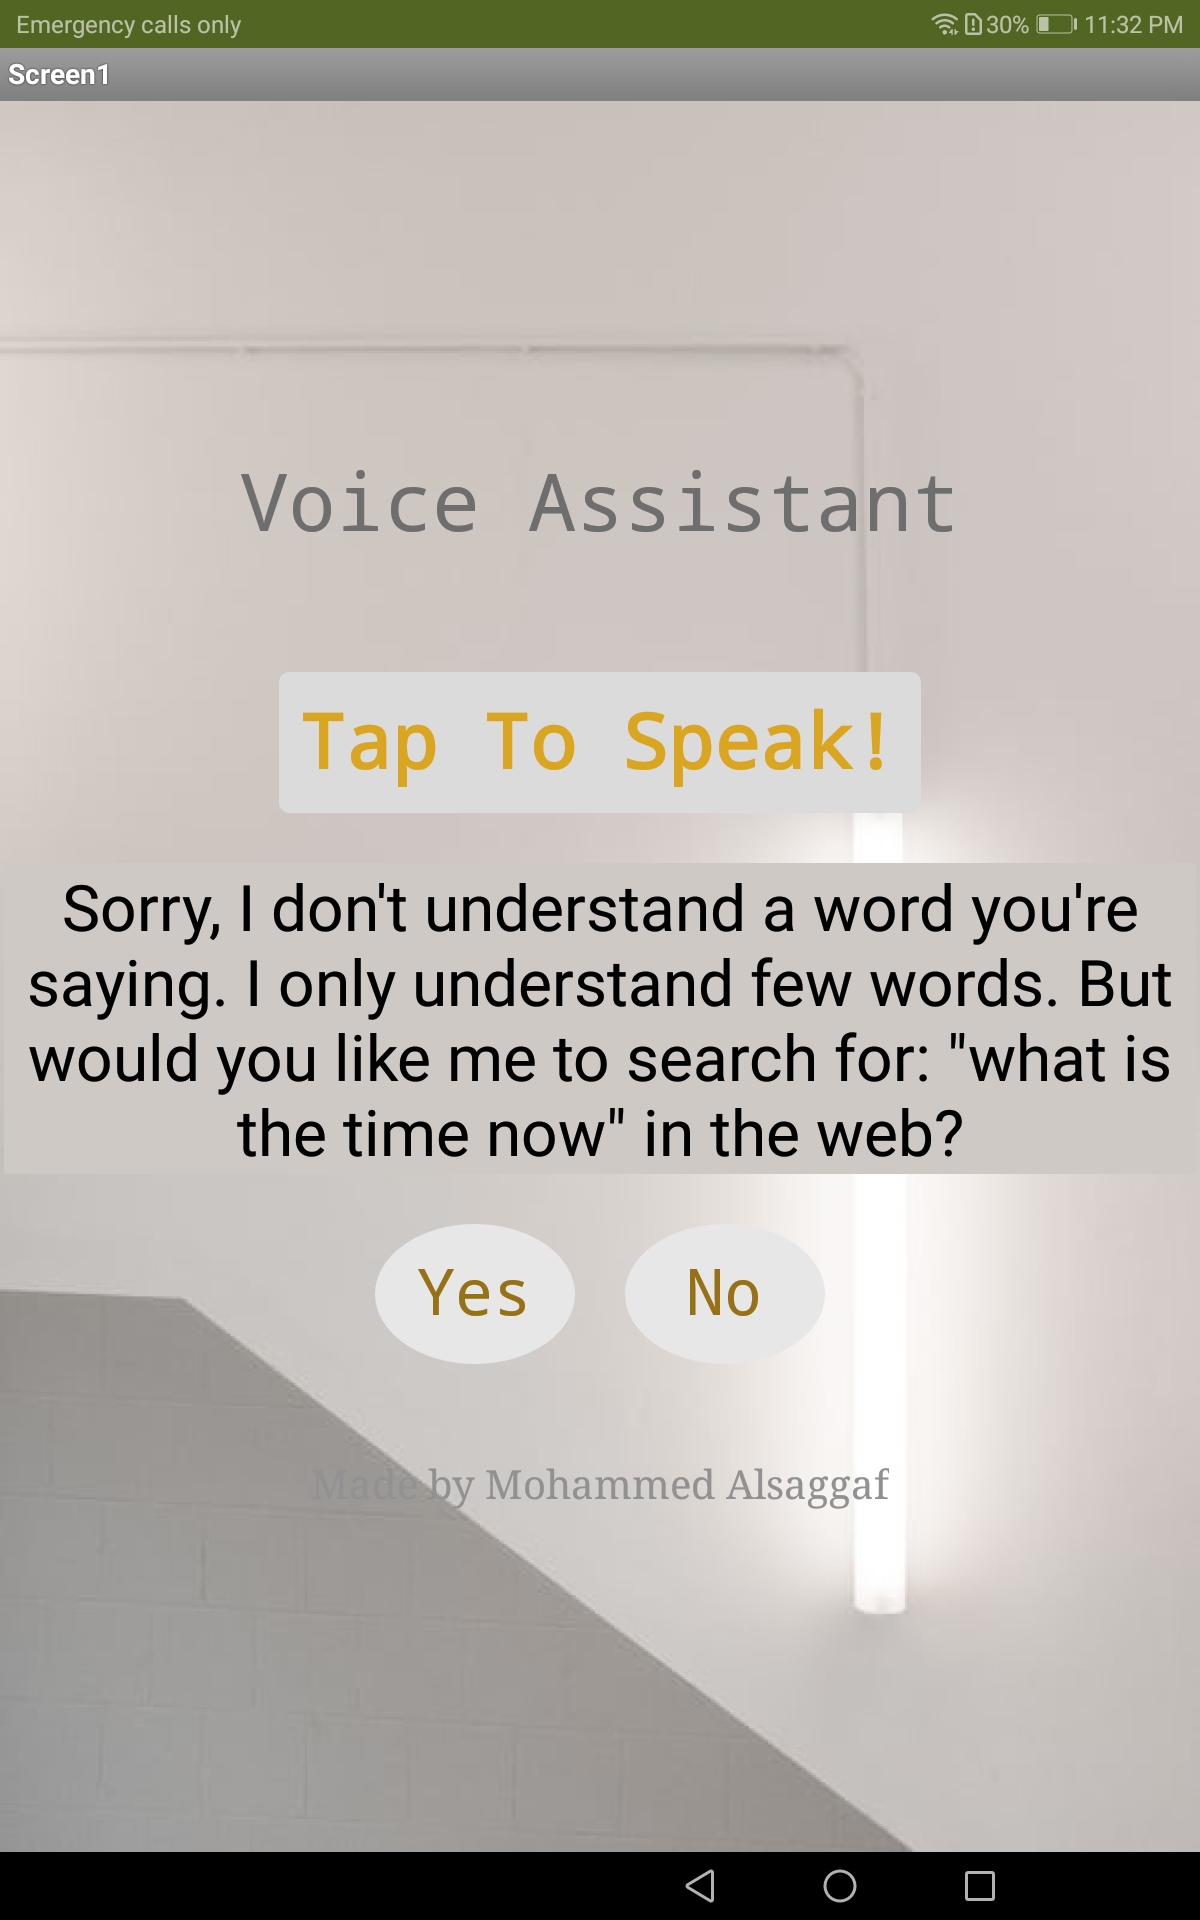 Emergency calls only 30% 11:32 PM
Screen1
Voice Assistant
Tap To Speak!
Sorry, I don't understand a word you're
saying. I only understand few words. But
would you like me to search for: "what is
the time now" in the web?
Yes No
Made by Mohammed Alsaggaf